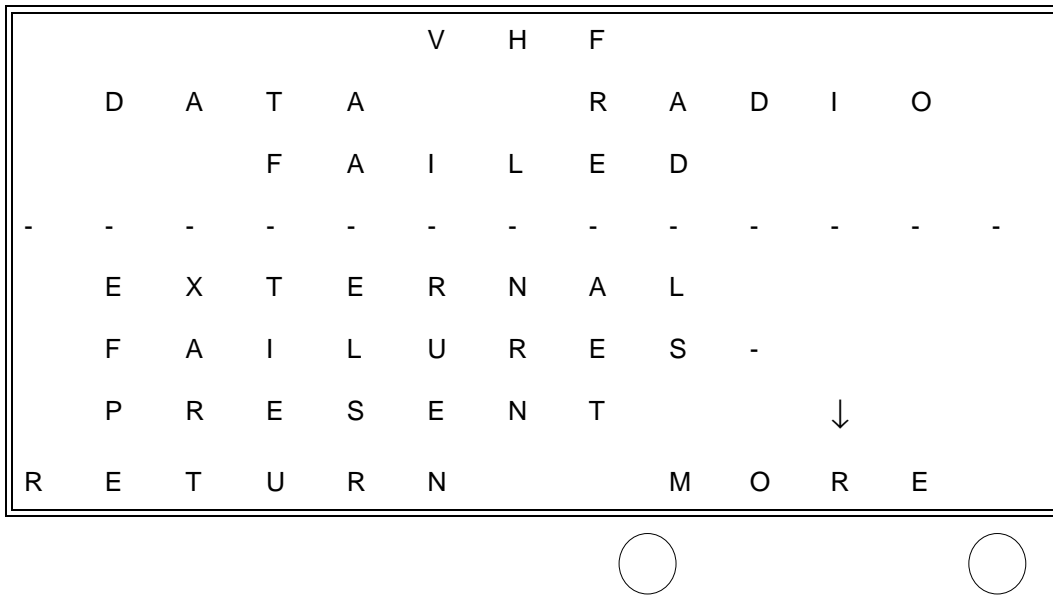 VHF
DATA RADIO
FAILED
-------------
EXTERNAL
FAILURES-
PRESENT ↓
RETURN MORE